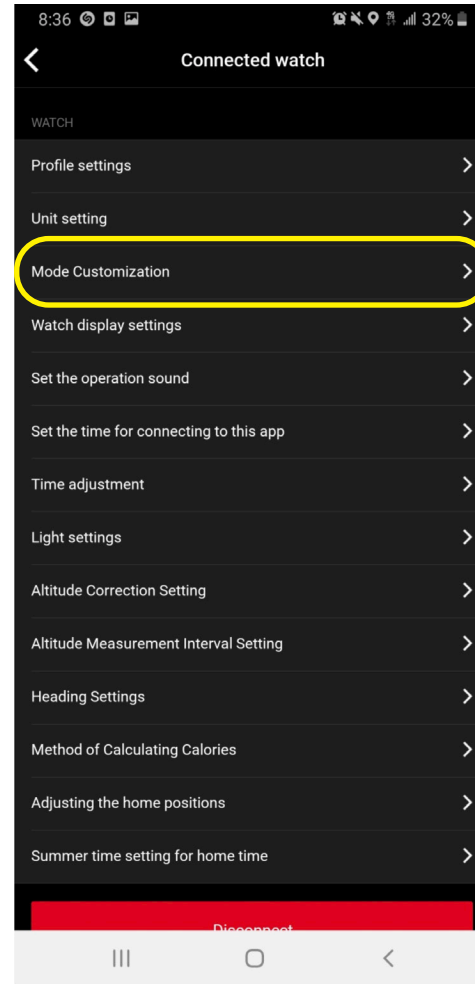 8:36 32%
Connected watch
WATCH
Profile settings
Unit setting
Mode Customization
Watch display settings
Set the operation sound
Set the time for connecting to this app
Time adjustment
Light settings
Altitude Correction Setting
Altitude Measurement Interval Setting
Heading Settings
Method of Calculating Calories
Adjusting the home positions
Summer time setting for home time
Disconnect